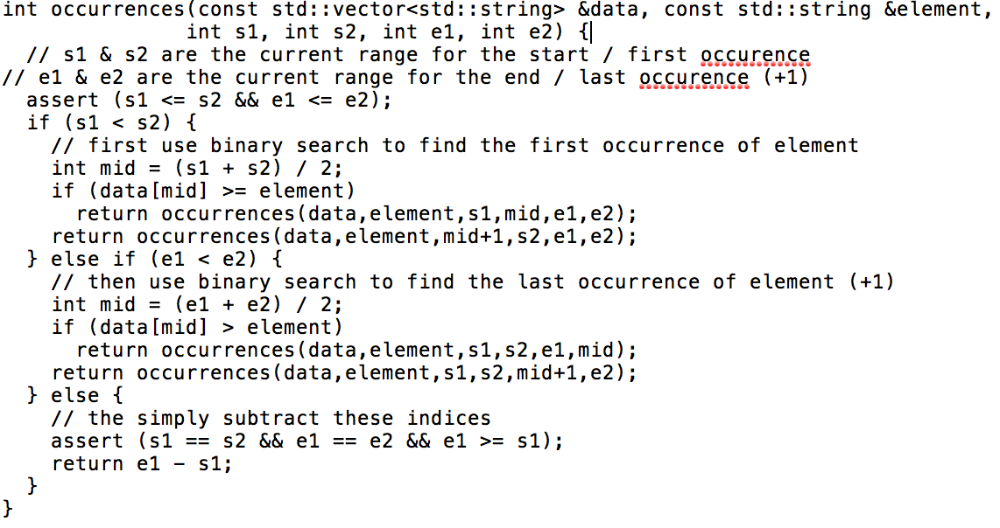 int occurrences(const std::vector<std::string> &data, const std::string &element,
               int s1, int s2, int e1, int e2) {
  // s1 & s2 are the current range for the start / first occurence
// e1 & e2 are the current range for the end / last occurence (+1)
  assert (s1 <= s2 && e1 <= e2);
  if (s1 < s2) {
    // first use binary search to find the first occurrence of element
    int mid = (s1 + s2) / 2;
    if (data[mid] >= element)
      return occurrences(data,element,s1,mid,e1,e2);
    return occurrences(data,element,mid+1,s2,e1,e2);
  } else if (e1 < e2) {
    // then use binary search to find the last occurrence of element (+1)
    int mid = (e1 + e2) / 2;
    if (data[mid] > element)
      return occurrences(data,element,s1,s2,e1,mid);
    return occurrences(data,element,s1,s2,mid+1,e2);
  } else {
    // the simply subtract these indices
    assert (s1 == s2 && e1 == e2 && e1 >= s1);
    return e1 - s1;
  }
}